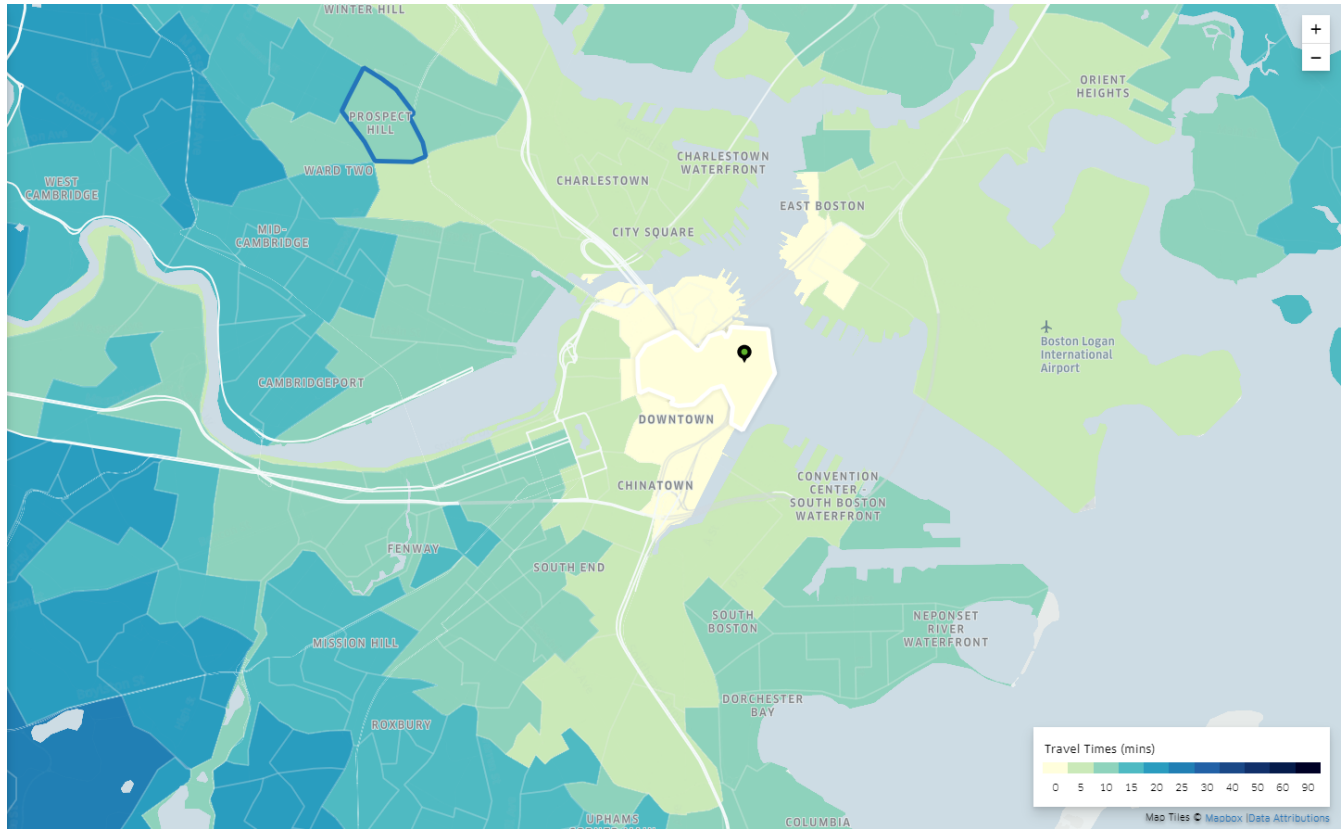 WINTER HILL
ORIENT
HEIGHTS
PROSPECT
HILL
CHARLESTOWN
WATERFRONT
WARD TWO
CHARLESTOWN
WEST
CAMBRIDGE
EAST BOSTON
MID-
CAMBRIDGE
CITY SQUARE
Boston Logan
International
Airport
CAMBRIDGEPORT
DOWNTOWN
CHINATOWN
CONVENTION
CENTER -
SOUTH BOSTON
WATERFRONT
FENWAY
SOUTH END
SOUTH
BOSTON
NEPONSET
RIVER
WATERFRONT
MISSION HILL
DORCHESTER
BAY
ROXBURY
UPHAMS
COLUMBIA
+
−
Travel Times (mins)
0 5 10 15 20 25 30 40 50 60 90
Map Tiles © Mapbox |Data Attributions